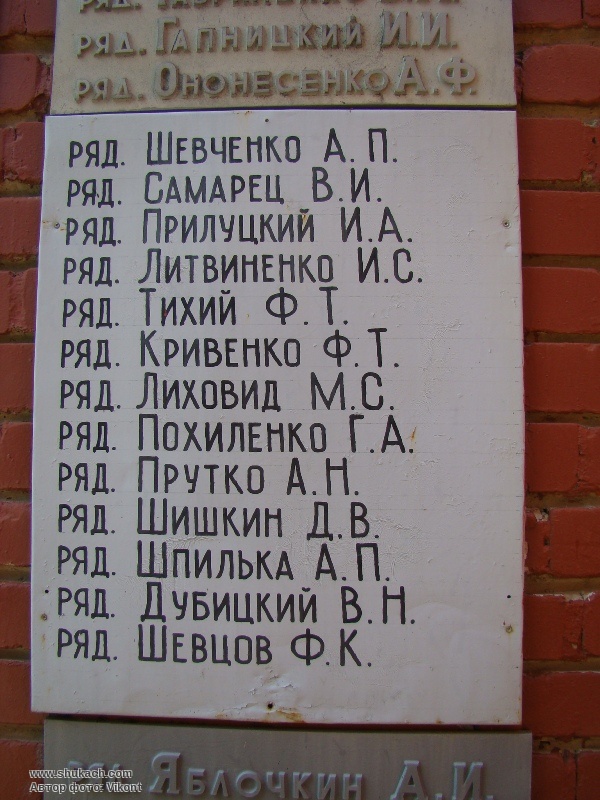 ряд. Гапницкий И.И.
ряд. Ононесенко А.Ф.
ряд. Шевченко А.П.
ряд. Самарец В.И.
ряд. Прилуцкий И.А.
ряд. Литвиненко И.С.
ряд. Тихий Ф.Т.
ряд. Кривенко Ф.Т.
ряд. Лиховид М.С.
ряд. Похиленко Г.А.
ряд. Прутко А.Н.
ряд. Шишкин Д.В.
ряд. Шпилька А.П.
ряд. Дубицкий В.Н.
ряд. Шевцов Ф.К.
Яблочкин А.И.
www.shukach.com
Автор фото: Vikont